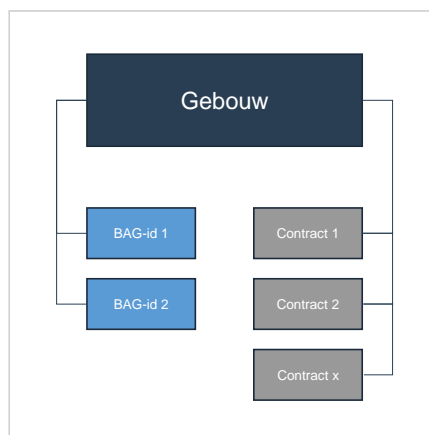 Gebouw
BAG-id 1
Contract 1
BAG-id 2
Contract 2
Contract x